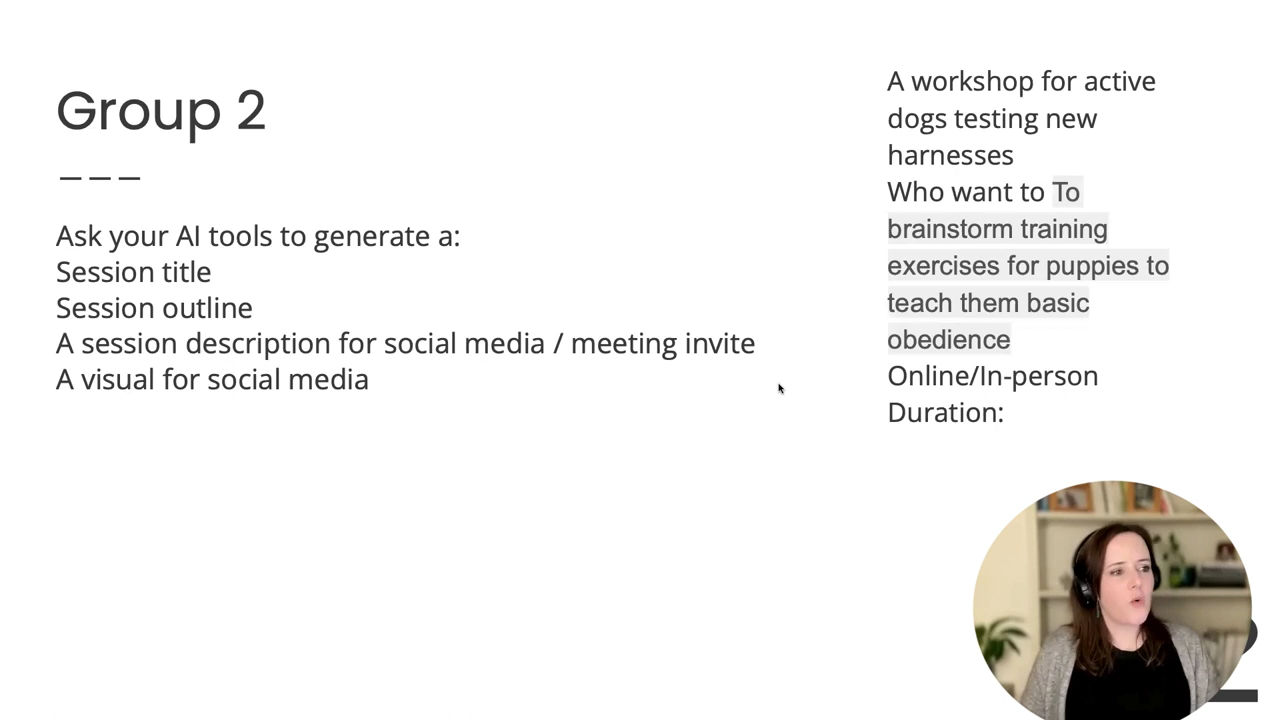 Group 2
Ask your AI tools to generate a:
Session title
Session outline
A session description for social media / meeting invite
A visual for social media
A workshop for active
dogs testing new
harnesses
Who want to To
brainstorm training
exercises for puppies to
teach them basic
obedience
Online/In-person
Duration: